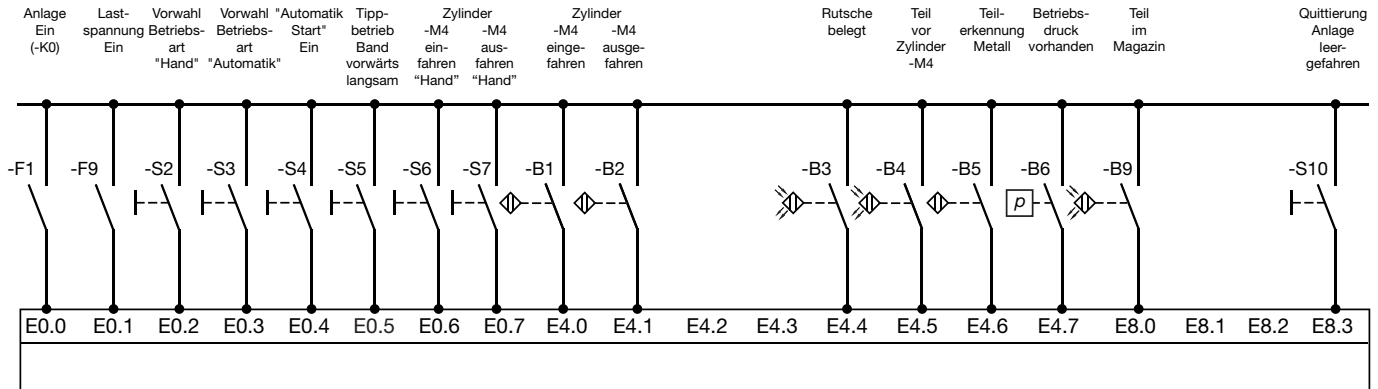 Anlage
Ein
(-K0)
Last-
spannung
Ein
Vorwahl
Betriebs-
art
"Hand"
Vorwahl
Betriebs-
art
"Automatik"
"Automatik
Start"
Ein
Tipp-
betrieb
Band
vorwärts
langsam
Zylinder
-M4
ein-
fahren
“Hand”
-M4
aus-
fahren
“Hand”
Zylinder
-M4
einge-
fahren
-M4
ausge-
fahren
Rutsche
belegt
Teil
vor
Zylinder
-M4
Teil-
erkennung
Metall
Betriebs-
druck
vorhanden
Teil
im
Magazin
Quittierung
Anlage
leer-
gefahren
-F1 -F9 -S2 -S3 -S4 -S5 -S6 -S7 -B1 -B2 -B3 -B4 -B5 -B6 -B9 -S10
p
E0.0 E0.1 E0.2 E0.3 E0.4 E0.5 E0.6 E0.7 E4.0 E4.1 E4.2 E4.3 E4.4 E4.5 E4.6 E4.7 E8.0 E8.1 E8.2 E8.3